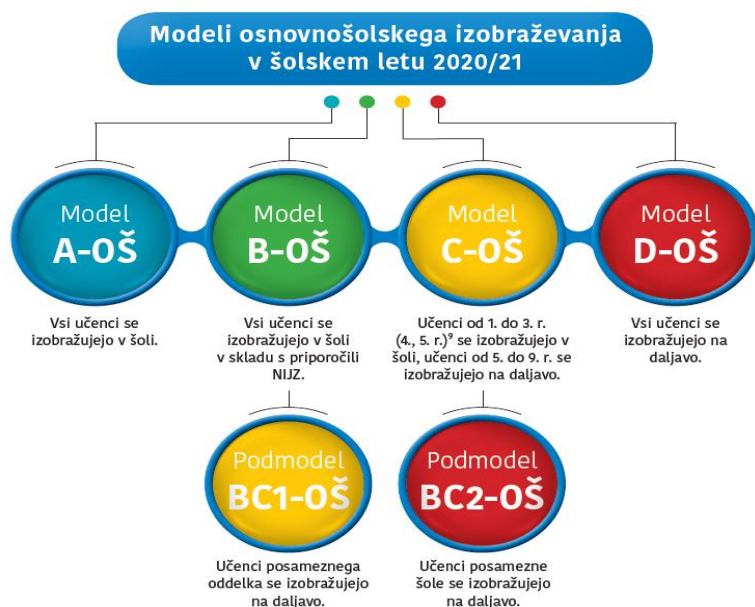 Modeli osnovnošolskega izobraževanja
v šolskem letu 2020/21
Model
A-OŠ
Vsi učenci se
izobražujejo v šoli.
Model
B-OŠ
Vsi učenci se
izobražujejo v šoli
v skladu s priporočili
NIJZ.
Model
C-OŠ
Učenci od 1. do 3. r.
(4., 5. r.)⁹ se izobražujejo v
šoli, učenci od 5. do 9. r. se
izobražujejo na daljavo.
Model
D-OŠ
Vsi učenci se
izobražujejo na
daljavo.
Podmodel
BC1-OŠ
Učenci posameznega
oddelka se izobražujejo
na daljavo.
Podmodel
BC2-OŠ
Učenci posamezne
šole se izobražujejo
na daljavo.